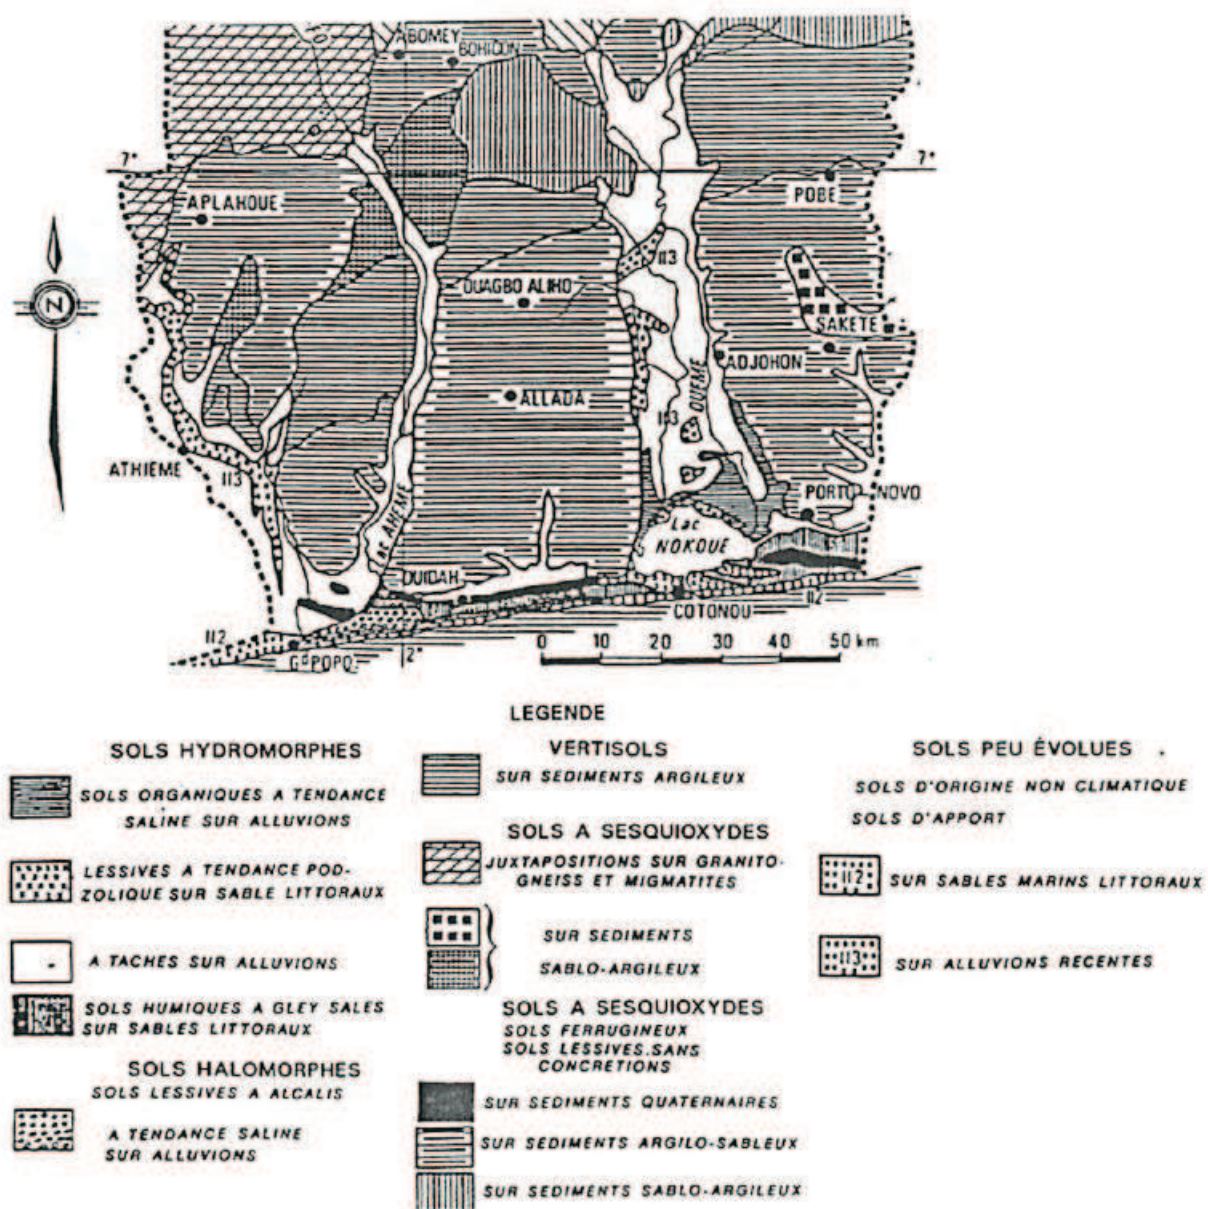 ABOMEY
BOHICON
7°
7°
APLAHOUE
POBE
113
N
OUAGBO ALIHO
SAKETE
ADJOHON
OUEME
ALLADA
113
ATHIEME
113
PORTO-NOVO
Lac
NOKOUE
Lac AHEME
OUIDAH
COTONOU
112
112
Gd POPO
2°
0 10 20 30 40 50 km
LEGENDE
SOLS HYDROMORPHES
SOLS ORGANIQUES A TENDANCE
SALINE SUR ALLUVIONS
LESSIVES A TENDANCE POD-
ZOLIQUE SUR SABLE LITTORAUX
A TACHES SUR ALLUVIONS
SOLS HUMIQUES A GLEY SALES
SUR SABLES LITTORAUX
SOLS HALOMORPHES
SOLS LESSIVES A ALCALIS
A TENDANCE SALINE
SUR ALLUVIONS
VERTISOLS
SUR SEDIMENTS ARGILEUX
SOLS A SESQUIOXYDES
JUXTAPOSITIONS SUR GRANITO-
GNEISS ET MIGMATITES
SUR SEDIMENTS
SABLO-ARGILEUX
SOLS A SESQUIOXYDES
SOLS FERRUGINEUX
SOLS LESSIVES.SANS
CONCRETIONS
SUR SEDIMENTS QUATERNAIRES
SUR SEDIMENTS ARGILO-SABLEUX
SUR SEDIMENTS SABLO-ARGILEUX
SOLS PEU ÉVOLUES
SOLS D'ORIGINE NON CLIMATIQUE
SOLS D'APPORT
112
SUR SABLES MARINS LITTORAUX
113
SUR ALLUVIONS RECENTES